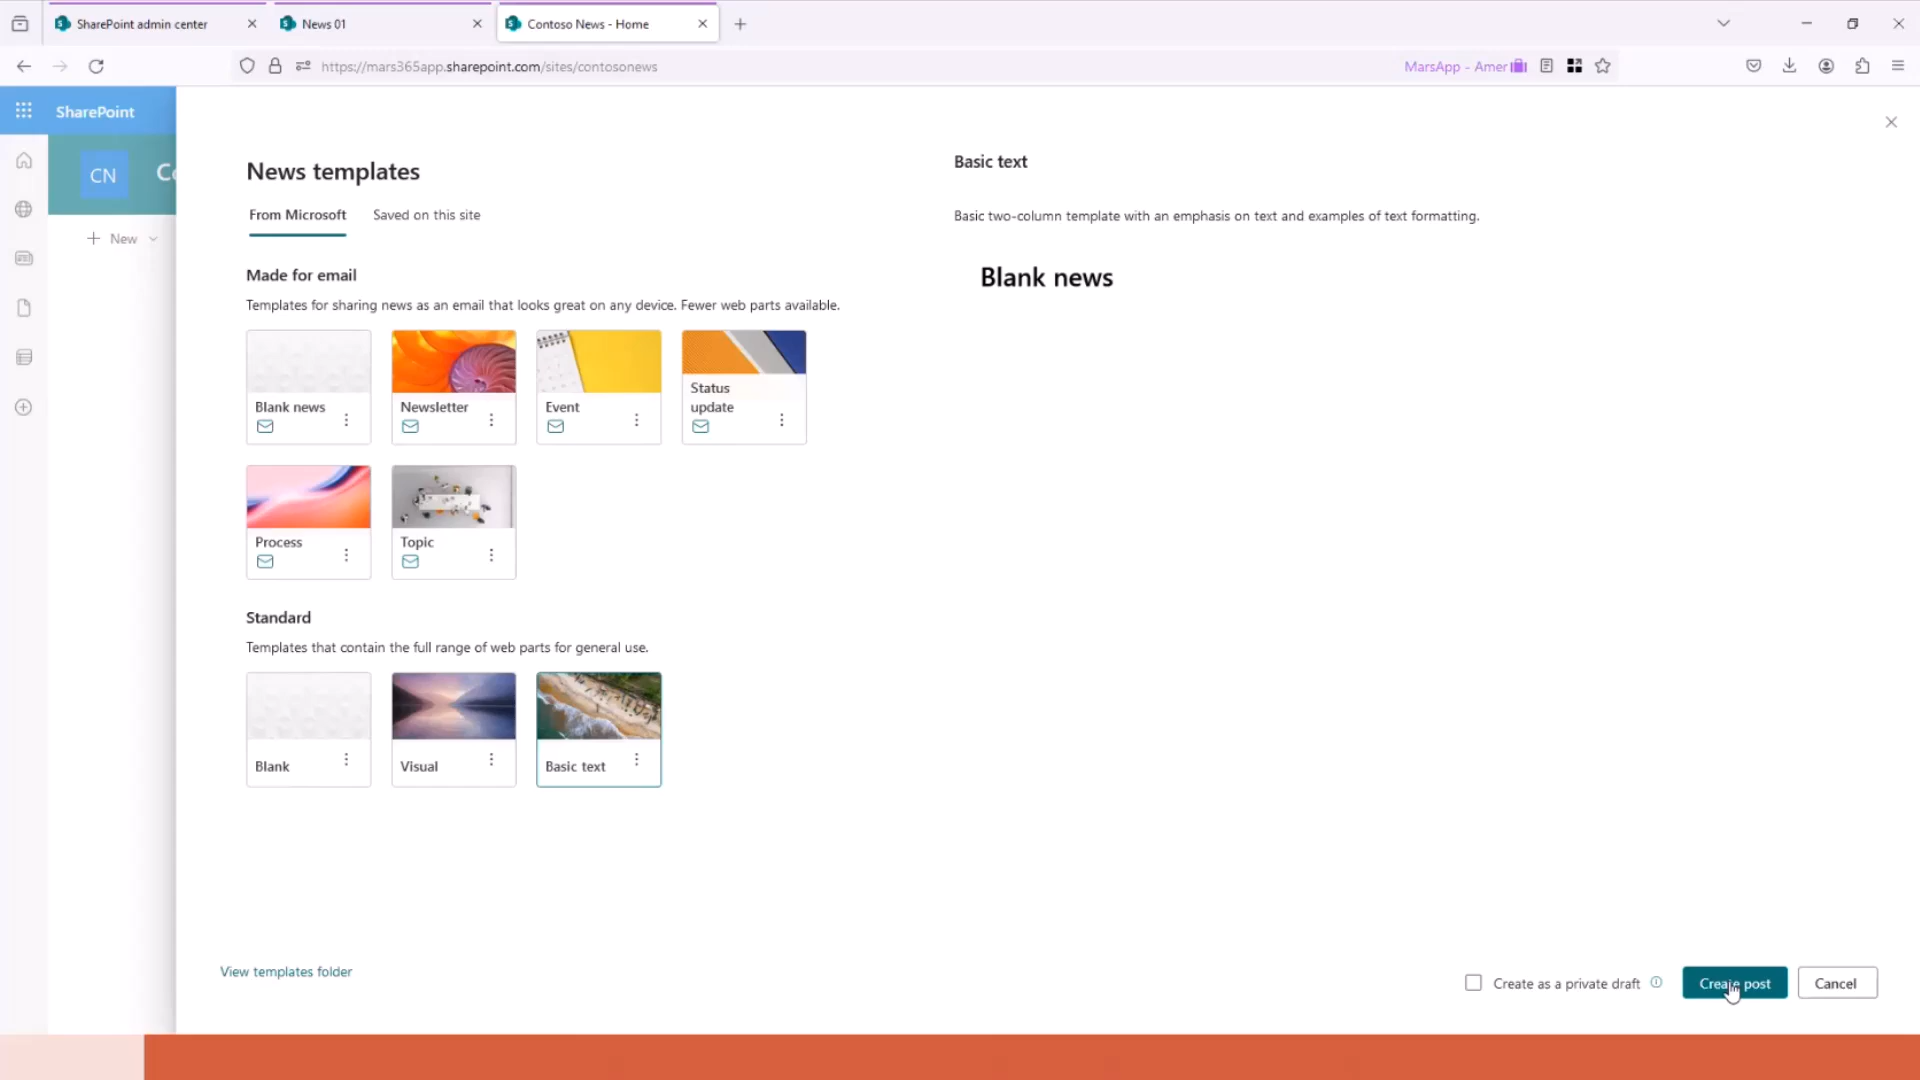 SharePoint admin center
News 01
Contoso News - Home
https://mars365app.sharepoint.com/sites/contosonews
MarsApp - Amer
SharePoint
CN
Co
New
News templates
From Microsoft
Saved on this site
Made for email
Templates for sharing news as an email that looks great on any device. Fewer web parts available.
Blank news
Newsletter
Event
Status
update
Process
Topic
Standard
Templates that contain the full range of web parts for general use.
Blank
Visual
Basic text
View templates folder
Basic text
Basic two-column template with an emphasis on text and examples of text formatting.
Blank news
Create as a private draft
Create post
Cancel